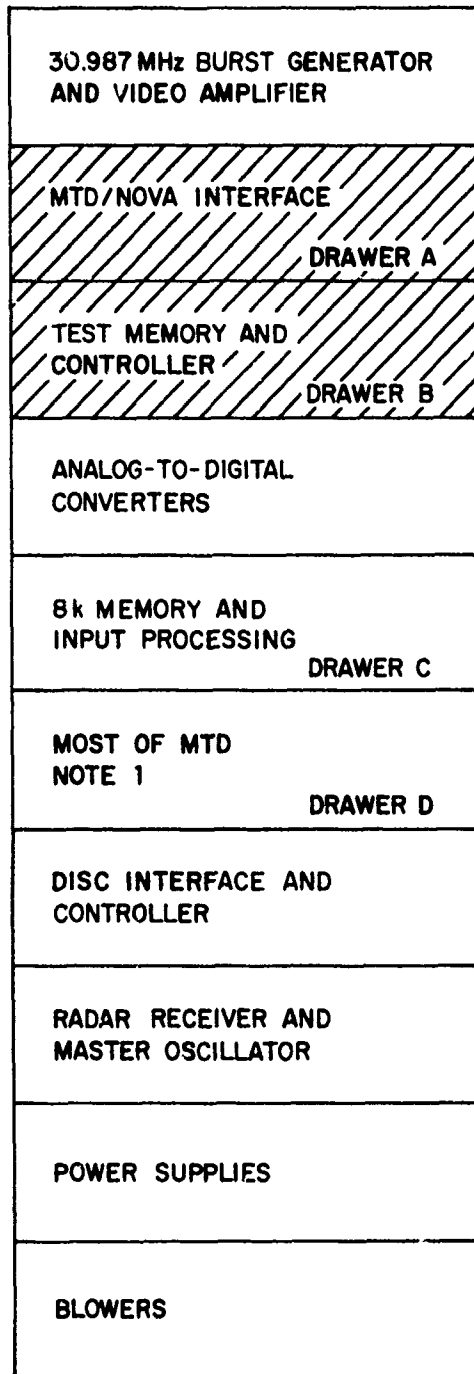 30.987 MHz BURST GENERATOR
AND VIDEO AMPLIFIER
MTD/NOVA INTERFACE
DRAWER A
TEST MEMORY AND
CONTROLLER
DRAWER B
ANALOG-TO-DIGITAL
CONVERTERS
8k MEMORY AND
INPUT PROCESSING
DRAWER C
MOST OF MTD
NOTE 1
DRAWER D
DISC INTERFACE AND
CONTROLLER
RADAR RECEIVER AND
MASTER OSCILLATOR
POWER SUPPLIES
BLOWERS